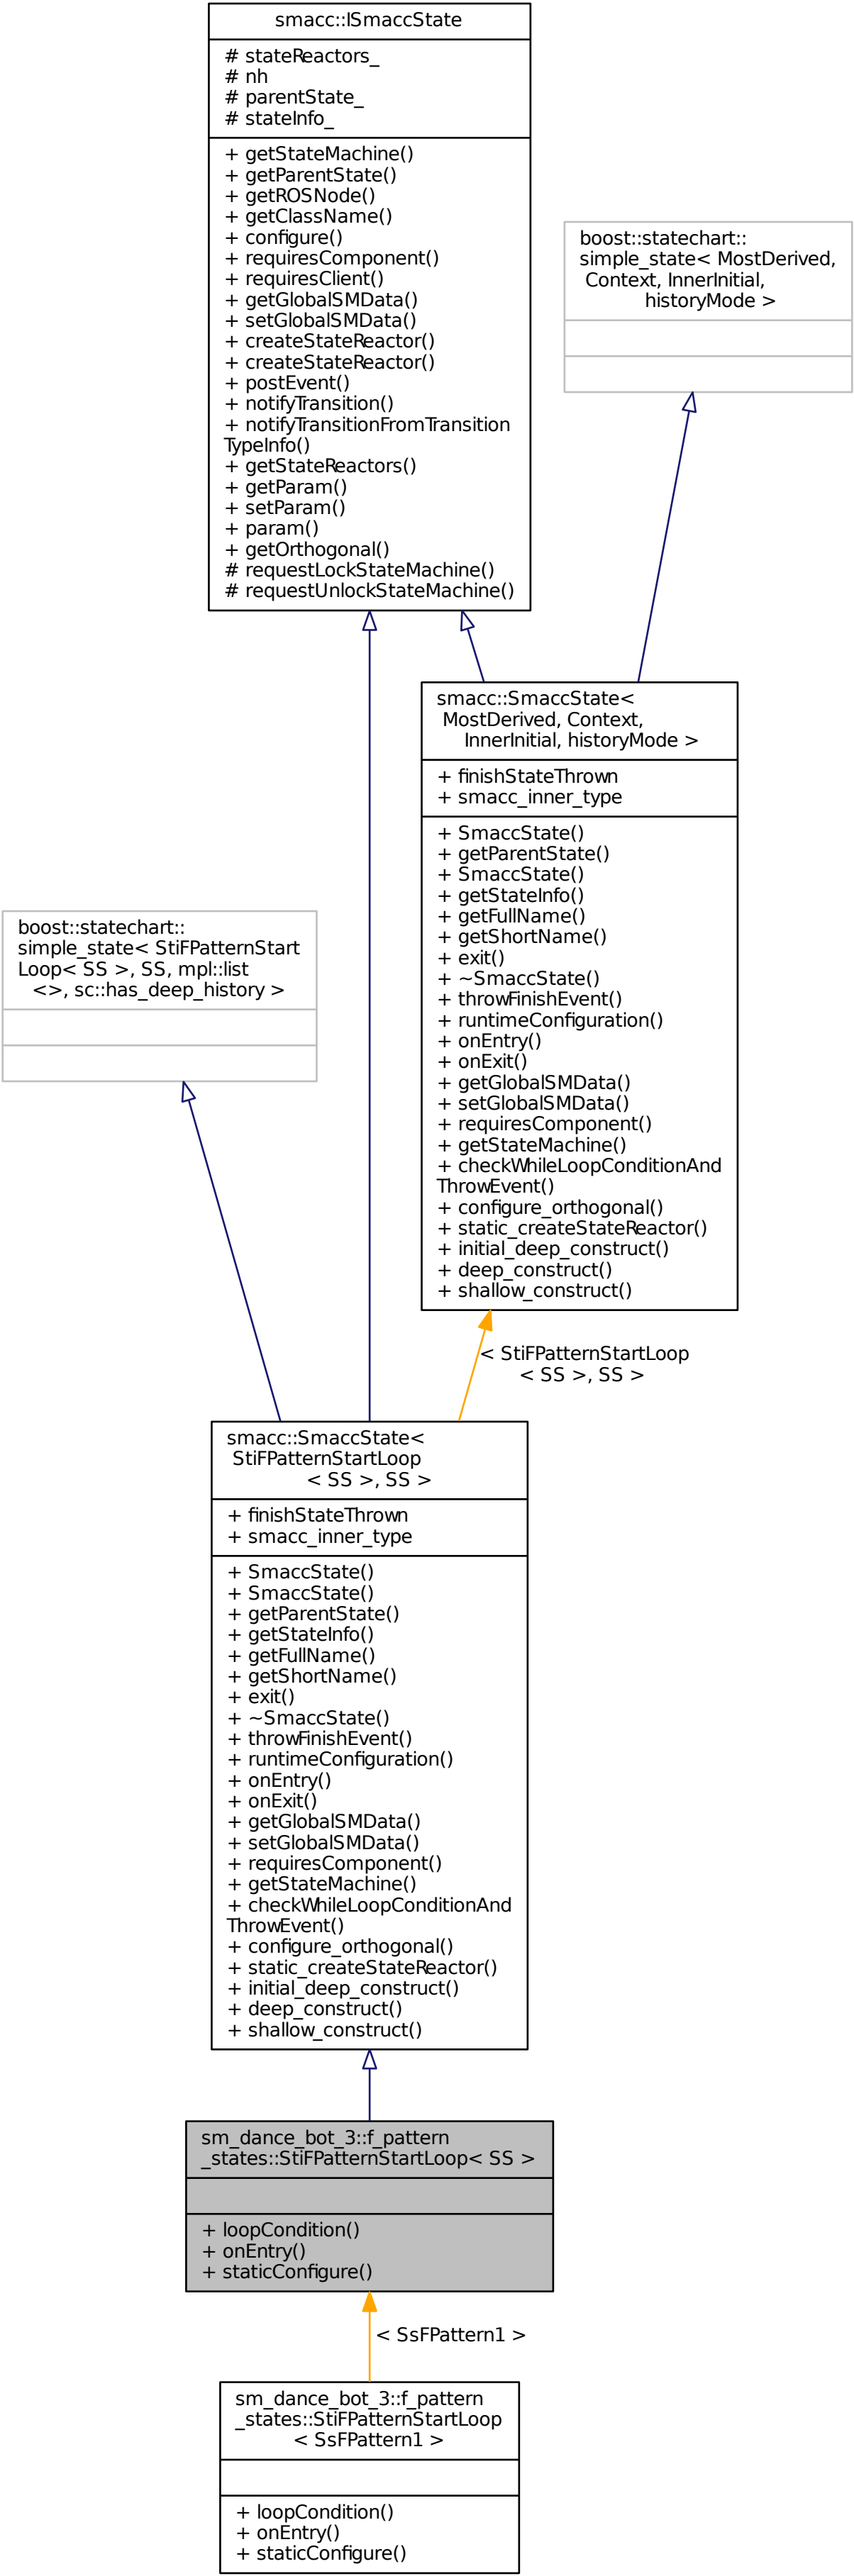 smacc::ISmaccState
# stateReactors_
# nh
# parentState_
# stateInfo_
+ getStateMachine()
+ getParentState()
+ getROSNode()
+ getClassName()
+ configure()
+ requiresComponent()
+ requiresClient()
+ getGlobalSMData()
+ setGlobalSMData()
+ createStateReactor()
+ createStateReactor()
+ postEvent()
+ notifyTransition()
+ notifyTransitionFromTransition
TypeInfo()
+ getStateReactors()
+ getParam()
+ setParam()
+ param()
+ getOrthogonal()
# requestLockStateMachine()
# requestUnlockStateMachine()
boost::statechart::
simple_state< MostDerived,
Context, InnerInitial,
historyMode >
smacc::SmaccState<
MostDerived, Context,
InnerInitial, historyMode >
+ finishStateThrown
+ smacc_inner_type
+ SmaccState()
+ getParentState()
+ SmaccState()
+ getStateInfo()
+ getFullName()
+ getShortName()
+ exit()
+ ~SmaccState()
+ throwFinishEvent()
+ runtimeConfiguration()
+ onEntry()
+ onExit()
+ getGlobalSMData()
+ setGlobalSMData()
+ requiresComponent()
+ getStateMachine()
+ checkWhileLoopConditionAnd
ThrowEvent()
+ configure_orthogonal()
+ static_createStateReactor()
+ initial_deep_construct()
+ deep_construct()
+ shallow_construct()
boost::statechart::
simple_state< StiFPatternStart
Loop< SS >, SS, mpl::list
<>, sc::has_deep_history >
< StiFPatternStartLoop
< SS >, SS >
smacc::SmaccState<
StiFPatternStartLoop
< SS >, SS >
+ finishStateThrown
+ smacc_inner_type
+ SmaccState()
+ SmaccState()
+ getParentState()
+ getStateInfo()
+ getFullName()
+ getShortName()
+ exit()
+ ~SmaccState()
+ throwFinishEvent()
+ runtimeConfiguration()
+ onEntry()
+ onExit()
+ getGlobalSMData()
+ setGlobalSMData()
+ requiresComponent()
+ getStateMachine()
+ checkWhileLoopConditionAnd
ThrowEvent()
+ configure_orthogonal()
+ static_createStateReactor()
+ initial_deep_construct()
+ deep_construct()
+ shallow_construct()
sm_dance_bot_3::f_pattern
_states::StiFPatternStartLoop< SS >
+ loopCondition()
+ onEntry()
+ staticConfigure()
< SsFPattern1 >
sm_dance_bot_3::f_pattern
_states::StiFPatternStartLoop
< SsFPattern1 >
+ loopCondition()
+ onEntry()
+ staticConfigure()